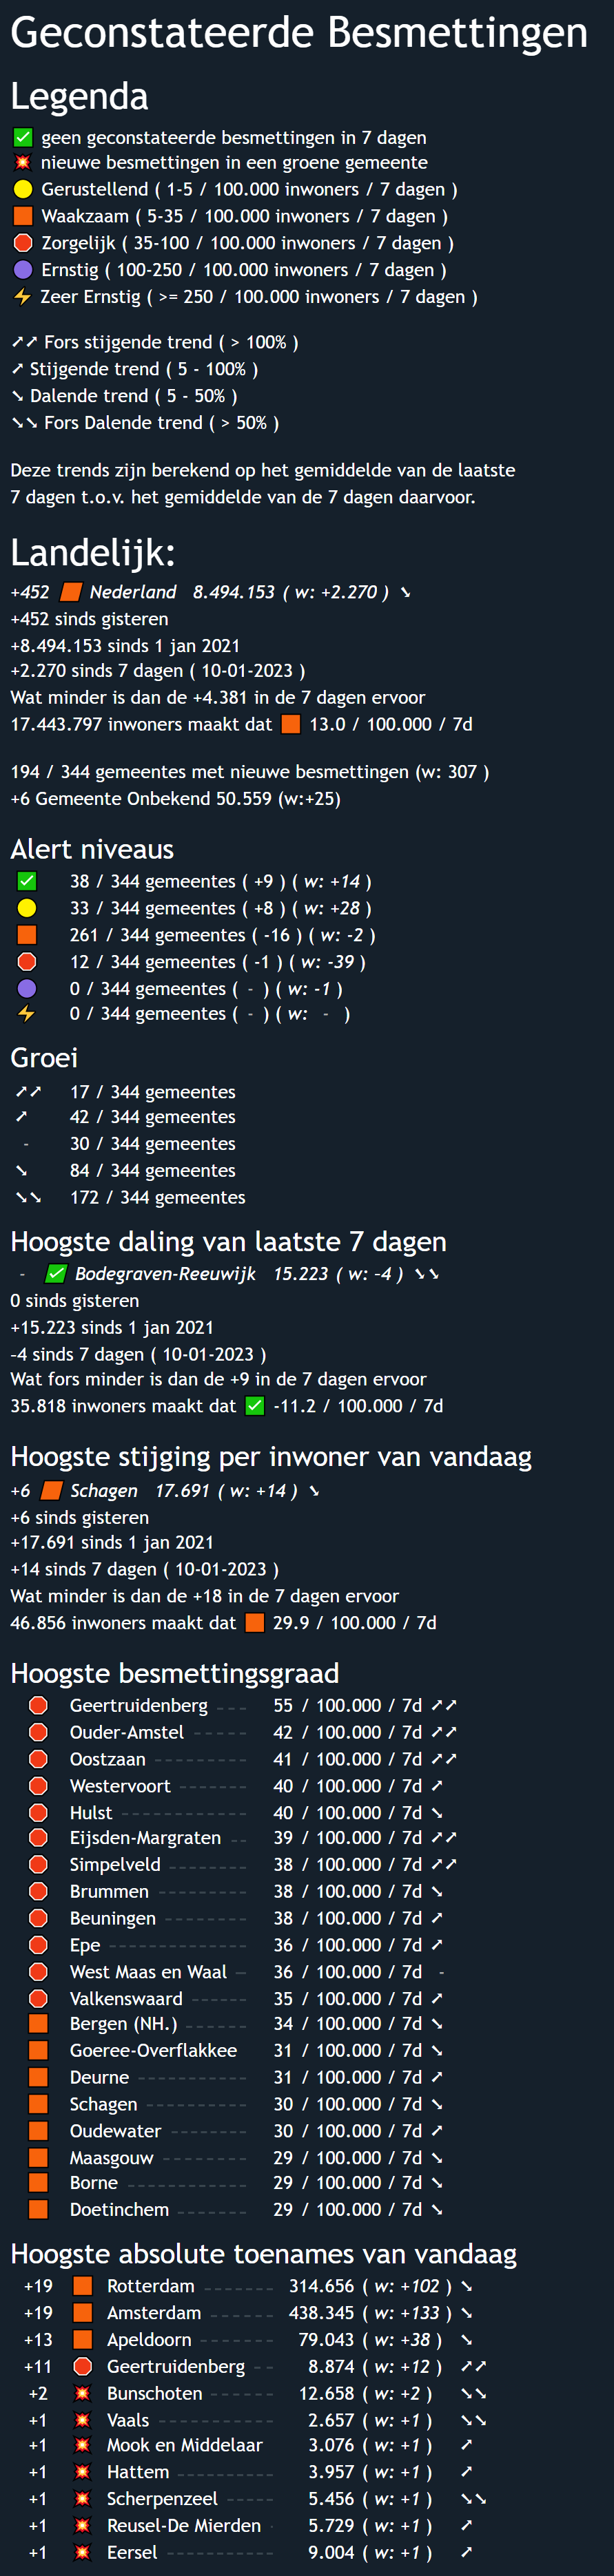 Geconstateerde Besmettingen
Legenda
✅ geen geconstateerde besmettingen in 7 dagen
💥 nieuwe besmettingen in een groene gemeente
🟡 Gerustellend ( 1-5 / 100.000 inwoners / 7 dagen )
🟧 Waakzaam ( 5-35 / 100.000 inwoners / 7 dagen )
🛑 Zorgelijk ( 35-100 / 100.000 inwoners / 7 dagen )
🟣 Ernstig ( 100-250 / 100.000 inwoners / 7 dagen )
⚡ Zeer Ernstig ( >= 250 / 100.000 inwoners / 7 dagen )
➚➚ Fors stijgende trend ( > 100% )
➚ Stijgende trend ( 5 - 100% )
➘ Dalende trend ( 5 - 50% )
➘➘ Fors Dalende trend ( > 50% )
Deze trends zijn berekend op het gemiddelde van de laatste
7 dagen t.o.v. het gemiddelde van de 7 dagen daarvoor.
Landelijk:
+452 🟧 Nederland 8.494.153 ( w: +2.270 ) ➘
+452 sinds gisteren
+8.494.153 sinds 1 jan 2021
+2.270 sinds 7 dagen ( 10-01-2023 )
Wat minder is dan de +4.381 in de 7 dagen ervoor
17.443.797 inwoners maakt dat 🟧 13.0 / 100.000 / 7d
194 / 344 gemeentes met nieuwe besmettingen (w: 307 )
+6 Gemeente Onbekend 50.559 (w:+25)
Alert niveaus
✅ 38 / 344 gemeentes ( +9 ) ( w: +14 )
🟡 33 / 344 gemeentes ( +8 ) ( w: +28 )
🟧 261 / 344 gemeentes ( -16 ) ( w: -2 )
🛑 12 / 344 gemeentes ( -1 ) ( w: -39 )
🟣 0 / 344 gemeentes ( - ) ( w: -1 )
⚡ 0 / 344 gemeentes ( - ) ( w: - )
Groei
➚➚ 17 / 344 gemeentes
➚ 42 / 344 gemeentes
- 30 / 344 gemeentes
➘ 84 / 344 gemeentes
➘➘ 172 / 344 gemeentes
Hoogste daling van laatste 7 dagen
- ✅ Bodegraven-Reeuwijk 15.223 ( w: -4 ) ➘➘
0 sinds gisteren
+15.223 sinds 1 jan 2021
-4 sinds 7 dagen ( 10-01-2023 )
Wat fors minder is dan de +9 in de 7 dagen ervoor
35.818 inwoners maakt dat ✅ -11.2 / 100.000 / 7d
Hoogste stijging per inwoner van vandaag
+6 🟧 Schagen 17.691 ( w: +14 ) ➘
+6 sinds gisteren
+17.691 sinds 1 jan 2021
+14 sinds 7 dagen ( 10-01-2023 )
Wat minder is dan de +18 in de 7 dagen ervoor
46.856 inwoners maakt dat 🟧 29.9 / 100.000 / 7d
Hoogste besmettingsgraad
🛑 Geertruidenberg --- 55 / 100.000 / 7d ➚➚
🛑 Ouder-Amstel ----- 42 / 100.000 / 7d ➚➚
🛑 Oostzaan --------- 41 / 100.000 / 7d ➚➚
🛑 Westervoort ------- 40 / 100.000 / 7d ➚
🛑 Hulst ------------ 40 / 100.000 / 7d ➘
🛑 Eijsden-Margraten -- 39 / 100.000 / 7d ➚➚
🛑 Simpelveld ------- 38 / 100.000 / 7d ➚➚
🛑 Brummen -------- 38 / 100.000 / 7d ➘
🛑 Beuningen -------- 38 / 100.000 / 7d ➚
🛑 Epe ------------- 36 / 100.000 / 7d ➚
🛑 West Maas en Waal - 36 / 100.000 / 7d -
🛑 Valkenswaard ------ 35 / 100.000 / 7d ➚
🟧 Bergen (NH.) ------ 34 / 100.000 / 7d ➘
🟧 Goeree-Overflakkee 31 / 100.000 / 7d ➘
🟧 Deurne ---------- 31 / 100.000 / 7d ➚
🟧 Schagen --------- 30 / 100.000 / 7d ➘
🟧 Oudewater ------- 30 / 100.000 / 7d ➚
🟧 Maasgouw -------- 29 / 100.000 / 7d ➘
🟧 Borne ----------- 29 / 100.000 / 7d ➘
🟧 Doetinchem ------ 29 / 100.000 / 7d ➘
Hoogste absolute toenames van vandaag
+19 🟧 Rotterdam ------- 314.656 ( w: +102 ) ➘
+19 🟧 Amsterdam ------ 438.345 ( w: +133 ) ➘
+13 🟧 Apeldoorn ------- 79.043 ( w: +38 ) ➘
+11 🛑 Geertruidenberg -- 8.874 ( w: +12 ) ➚➚
+2 💥 Bunschoten ------ 12.658 ( w: +2 ) ➘➘
+1 💥 Vaals ----------- 2.657 ( w: +1 ) ➘➘
+1 💥 Mook en Middelaar 3.076 ( w: +1 ) ➚
+1 💥 Hattem --------- 3.957 ( w: +1 ) ➚
+1 💥 Scherpenzeel ----- 5.456 ( w: +1 ) ➘➘
+1 💥 Reusel-De Mierden - 5.729 ( w: +1 ) ➚
+1 💥 Eersel ---------- 9.004 ( w: +1 ) ➚